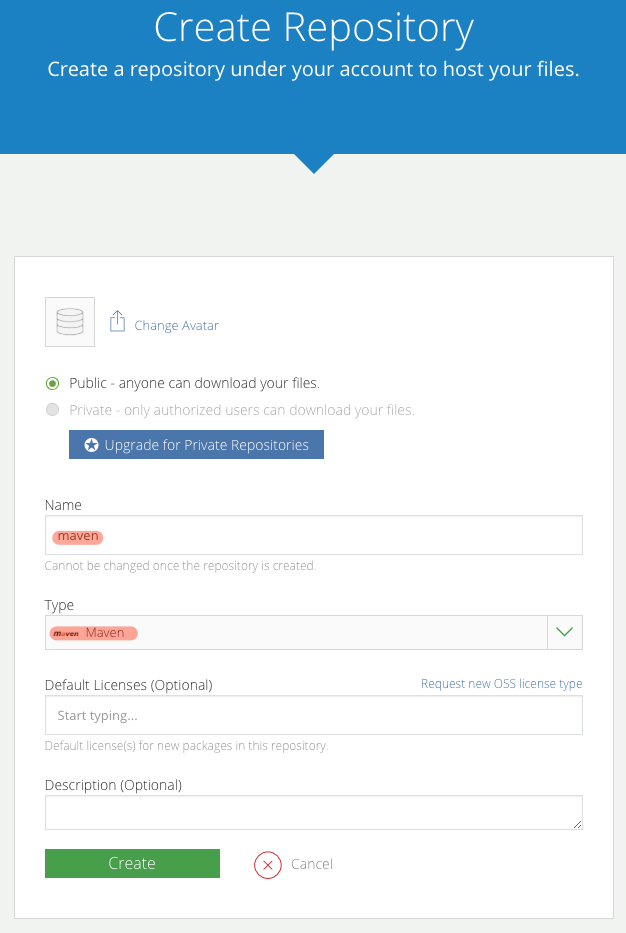 Create Repository
Create a repository under your account to host your files.
Change Avatar
Public - anyone can download your files.
Private - only authorized users can download your files.
Upgrade for Private Repositories
Name
maven
Cannot be changed once the repository is created.
Type
maven Maven
Default Licenses (Optional) Request new OSS license type
Start typing...
Default license(s) for new packages in this repository.
Description (Optional)
Create Cancel